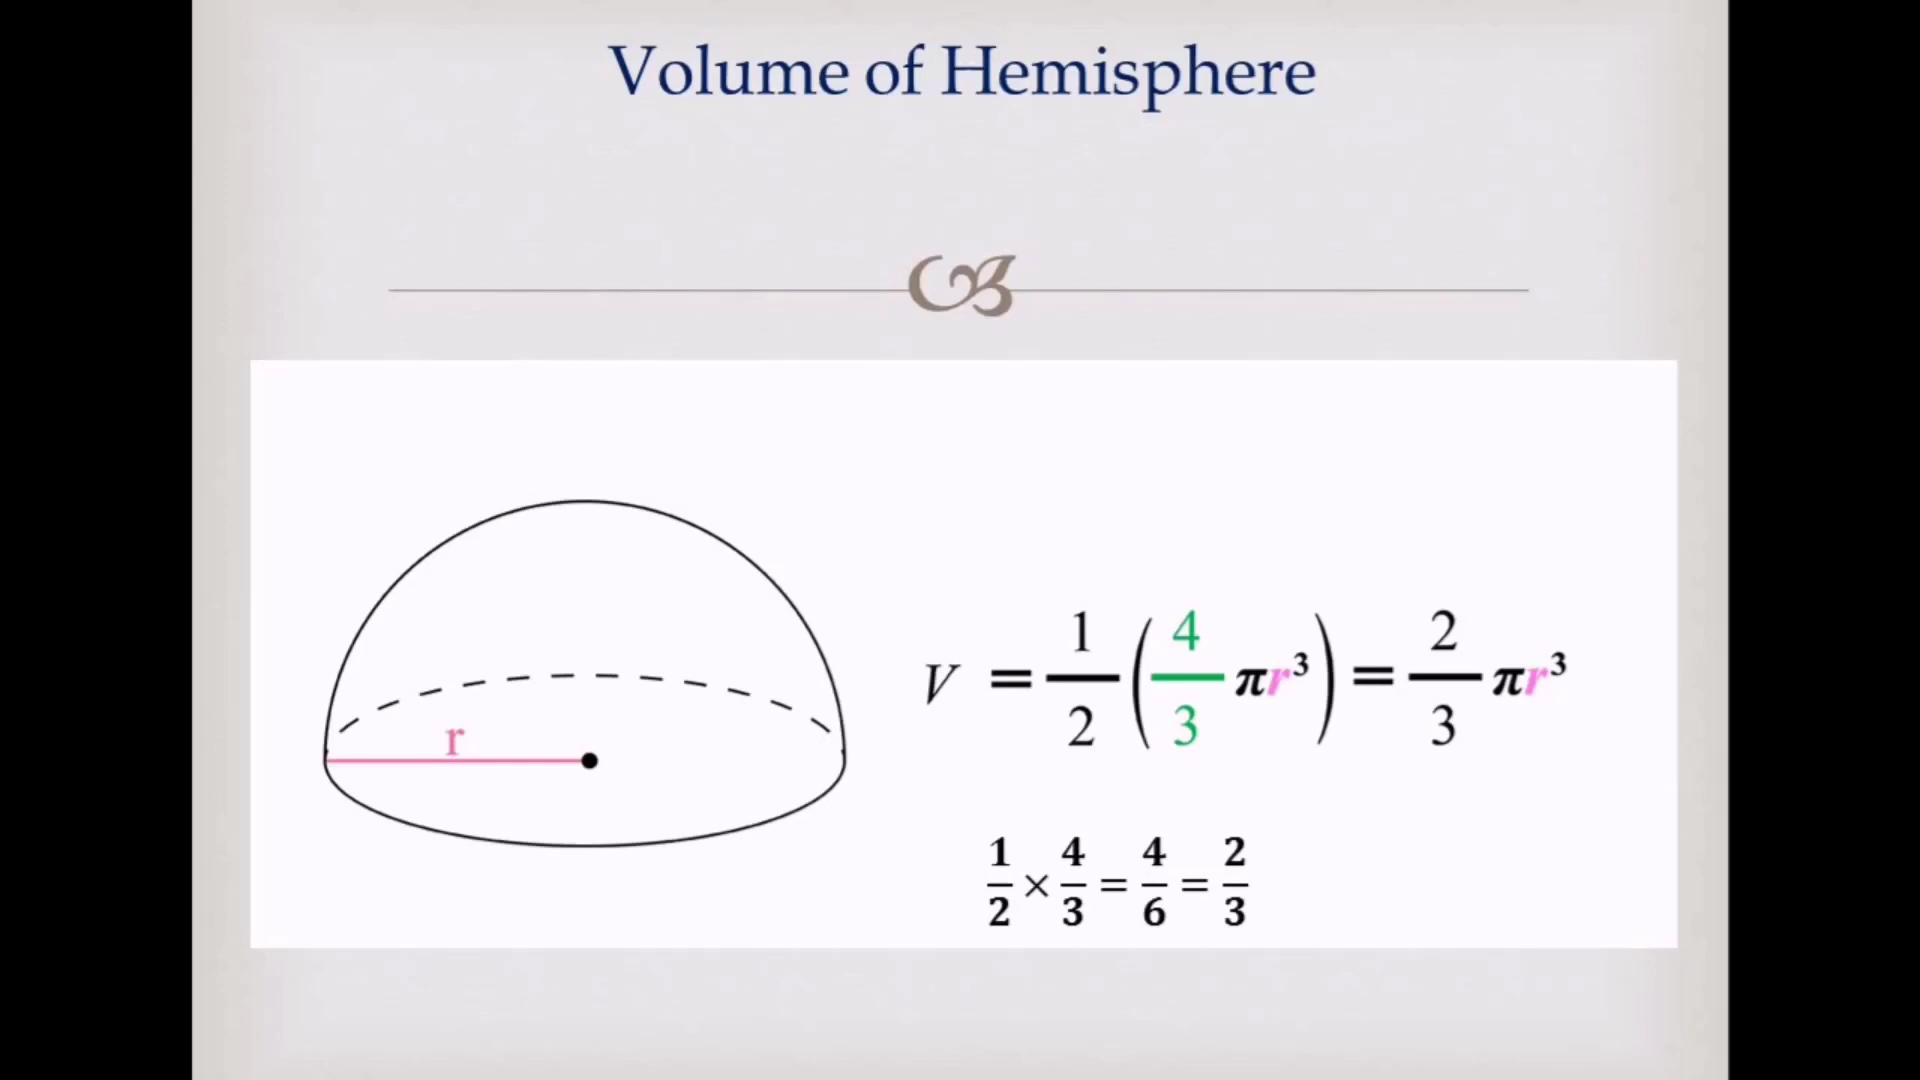 Volume of Hemisphere
r
V = 1/2 (4/3 πr³) = 2/3 πr³
1/2 × 4/3 = 4/6 = 2/3